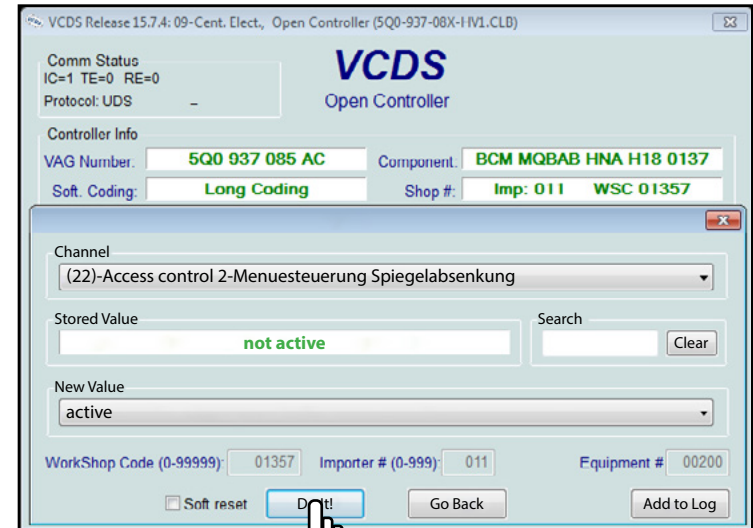 VCDS Release 15.7.4: 09-Cent. Elect., Open Controller (5Q0-937-08X-HV1.CLB)
Comm Status
IC=1 TE=0 RE=0
Protocol: UDS –
VCDS
Open Controller
Controller Info
VAG Number: 5Q0 937 085 AC Component: BCM MQBAB HNA H18 0137
Soft. Coding: Long Coding Shop #: Imp: 011 WSC 01357
Channel
(22)-Access control 2-Menuesteuerung Spiegelabsenkung
Stored Value Search
not active Clear
New Value
active
WorkShop Code (0-99999): 01357 Importer # (0-999): 011 Equipment # 00200
Soft reset Do It! Go Back Add to Log